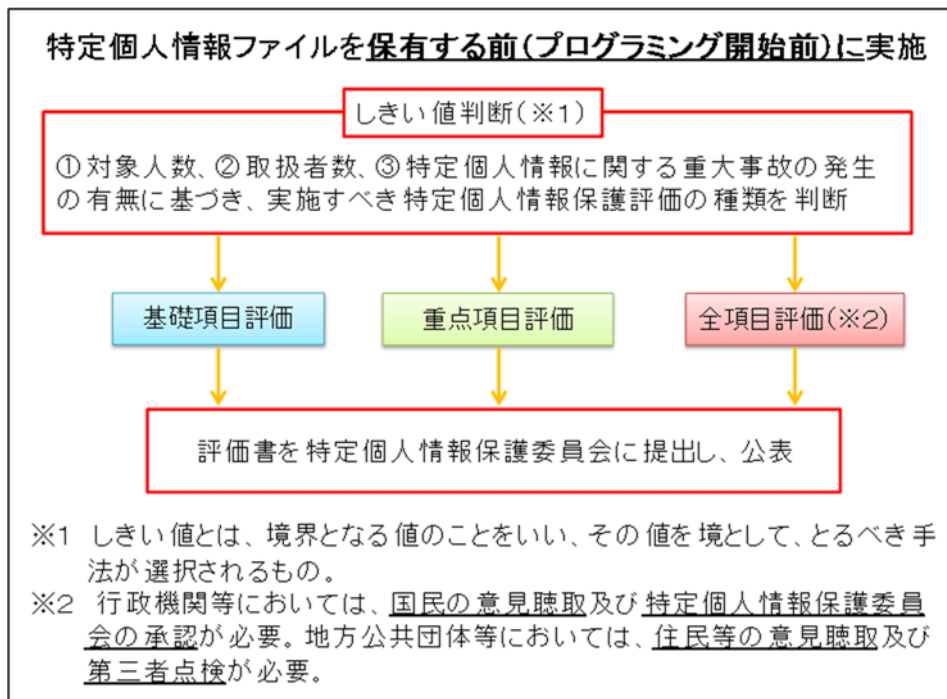 特定個人情報ファイルを保有する前(プログラミング開始前)に実施
しきい値判断(※1)
①対象人数、②取扱者数、③特定個人情報に関する重大事故の発生
の有無に基づき、実施すべき特定個人情報保護評価の種類を判断
基礎項目評価
重点項目評価
全項目評価(※2)
評価書を特定個人情報保護委員会に提出し、公表
※1 しきい値とは、境界となる値のことをいい、その値を境として、とるべき手
法が選択されるもの。
※2 行政機関等においては、国民の意見聴取及び特定個人情報保護委員
会の承認が必要。地方公共団体等においては、住民等の意見聴取及び
第三者点検が必要。